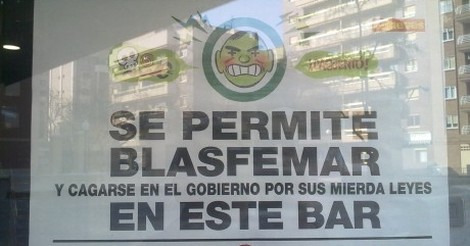 SE PERMITE
BLASFEMAR
Y CAGARSE EN EL GOBIERNO POR SUS MIERDA LEYES
EN ESTE BAR